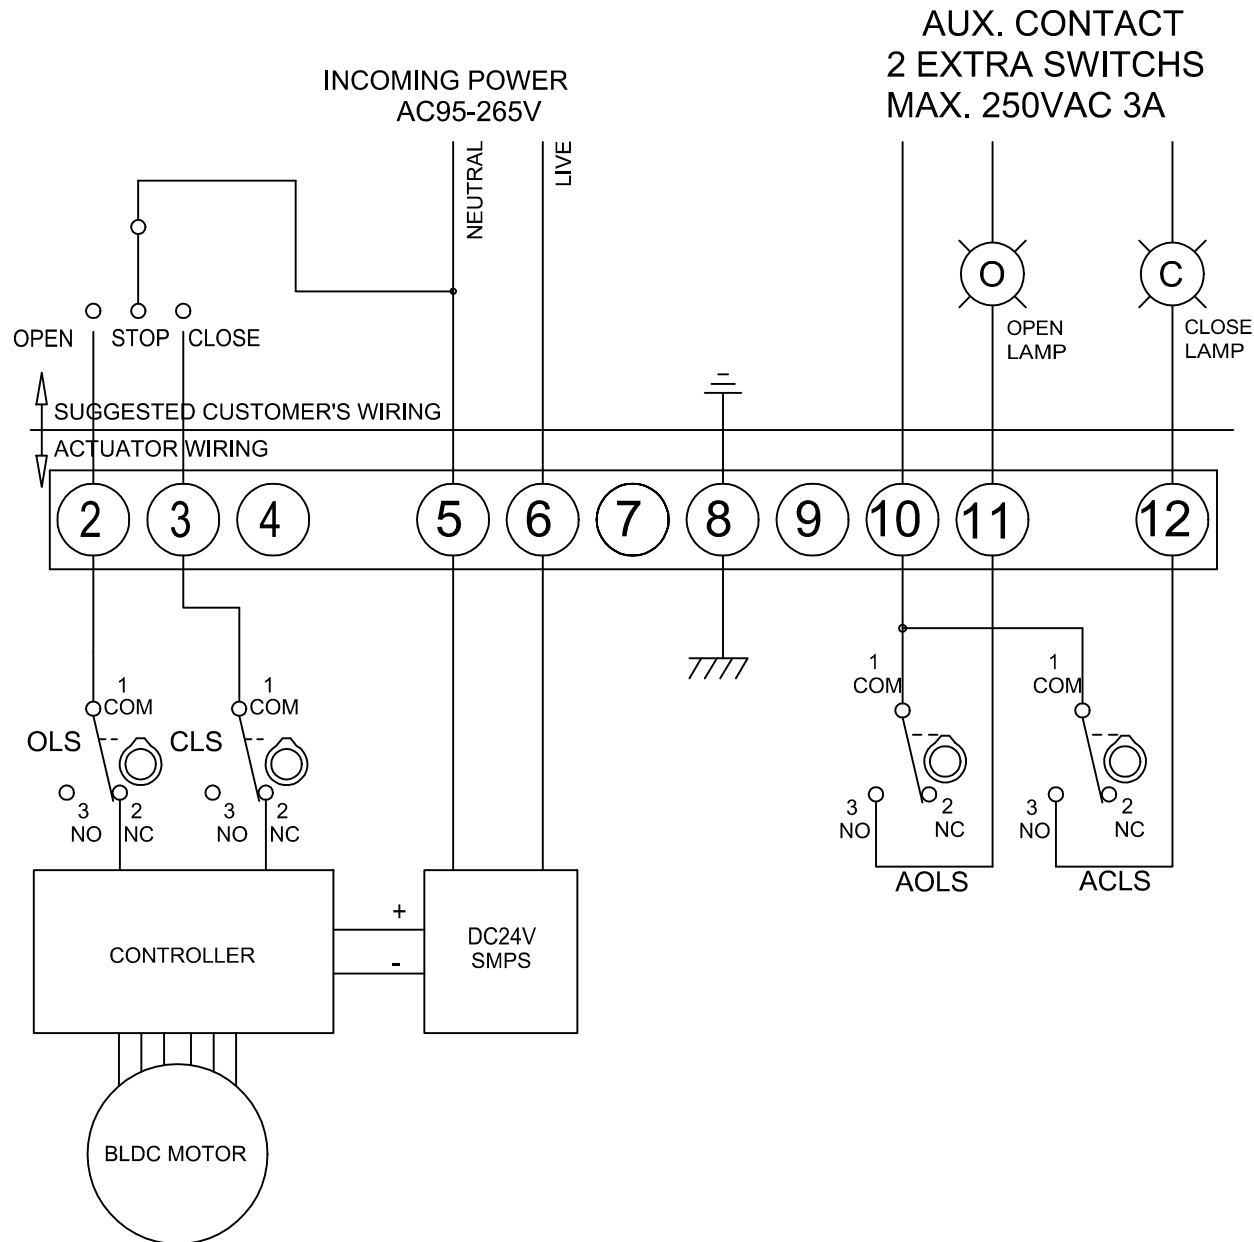 AUX. CONTACT
2 EXTRA SWITCHS
MAX. 250VAC 3A
INCOMING POWER
AC95-265V
NEUTRAL
LIVE
O
C
OPEN
STOP
CLOSE
OPEN
LAMP
CLOSE
LAMP
SUGGESTED CUSTOMER'S WIRING
ACTUATOR WIRING
2
3
4
5
6
7
8
9
10
11
12
1
COM
1
COM
1
COM
1
COM
OLS
CLS
3
NO
2
NC
3
NO
2
NC
3
NO
2
NC
3
NO
2
NC
AOLS
ACLS
+
-
CONTROLLER
DC24V
SMPS
BLDC MOTOR